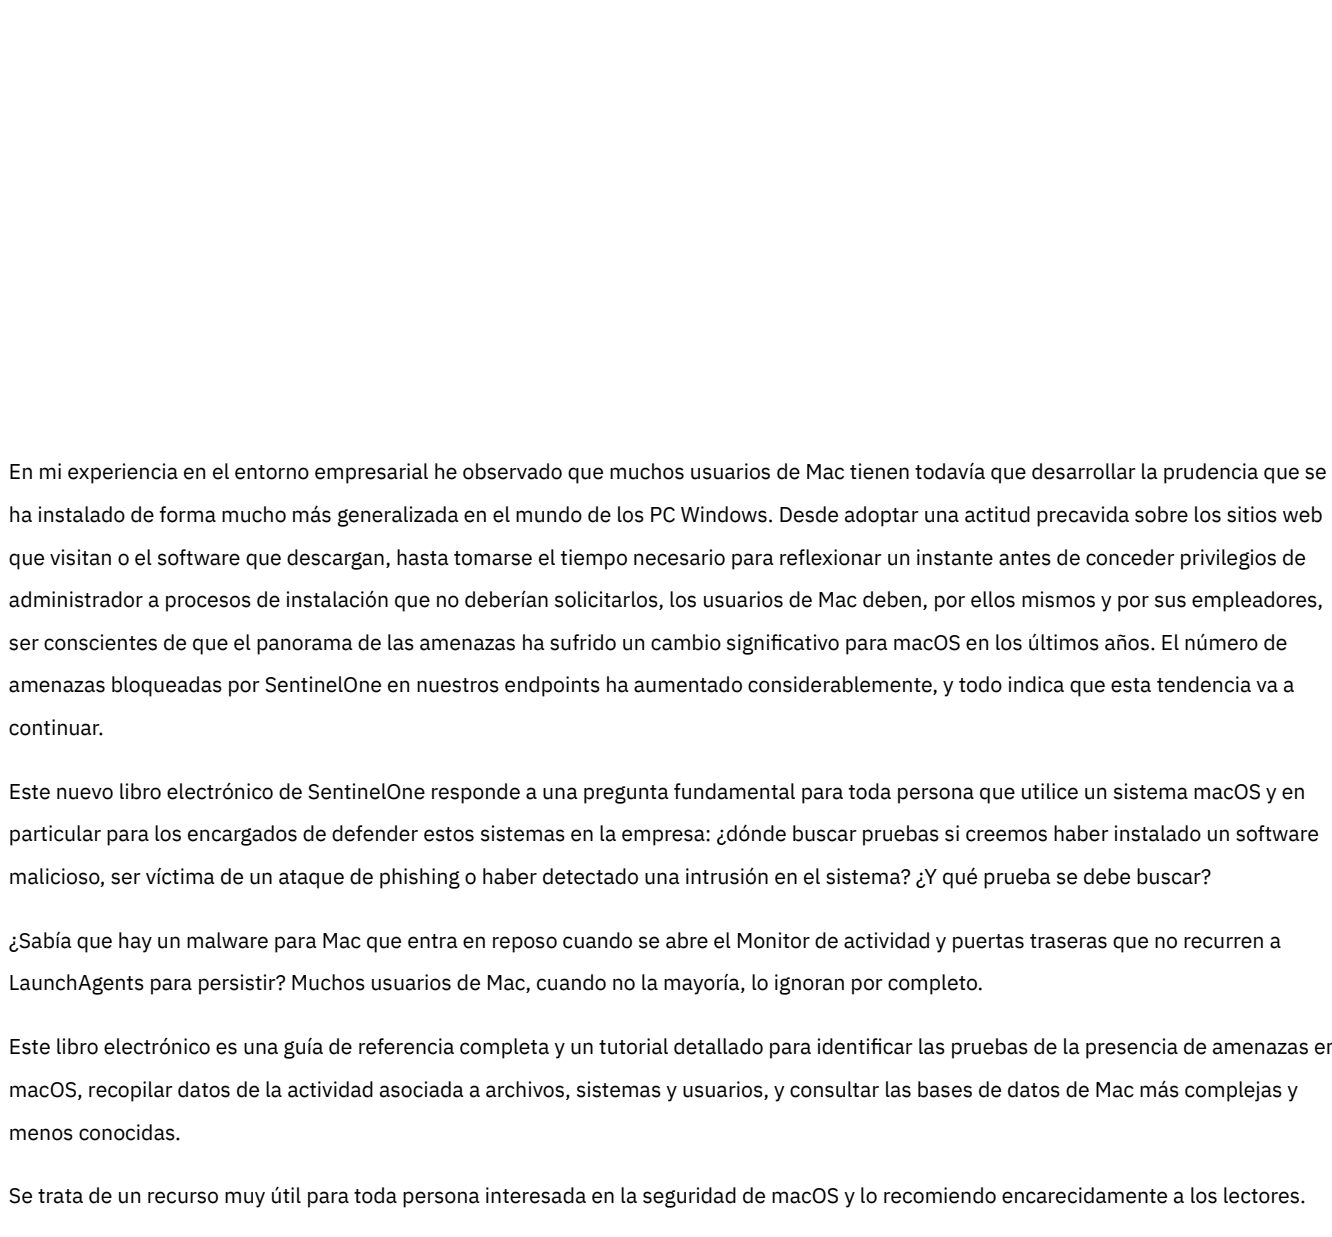 En mi experiencia en el entorno empresarial he observado que muchos usuarios de Mac tienen todavía que desarrollar la prudencia que se
ha instalado de forma mucho más generalizada en el mundo de los PC Windows. Desde adoptar una actitud precavida sobre los sitios web
que visitan o el software que descargan, hasta tomarse el tiempo necesario para reflexionar un instante antes de conceder privilegios de
administrador a procesos de instalación que no deberían solicitarlos, los usuarios de Mac deben, por ellos mismos y por sus empleadores,
ser conscientes de que el panorama de las amenazas ha sufrido un cambio significativo para macOS en los últimos años. El número de
amenazas bloqueadas por SentinelOne en nuestros endpoints ha aumentado considerablemente, y todo indica que esta tendencia va a
continuar.
Este nuevo libro electrónico de SentinelOne responde a una pregunta fundamental para toda persona que utilice un sistema macOS y en
particular para los encargados de defender estos sistemas en la empresa: ¿dónde buscar pruebas si creemos haber instalado un software
malicioso, ser víctima de un ataque de phishing o haber detectado una intrusión en el sistema? ¿Y qué prueba se debe buscar?
¿Sabía que hay un malware para Mac que entra en reposo cuando se abre el Monitor de actividad y puertas traseras que no recurren a
LaunchAgents para persistir? Muchos usuarios de Mac, cuando no la mayoría, lo ignoran por completo.
Este libro electrónico es una guía de referencia completa y un tutorial detallado para identificar las pruebas de la presencia de amenazas en
macOS, recopilar datos de la actividad asociada a archivos, sistemas y usuarios, y consultar las bases de datos de Mac más complejas y
menos conocidas.
Se trata de un recurso muy útil para toda persona interesada en la seguridad de macOS y lo recomiendo encarecidamente a los lectores.